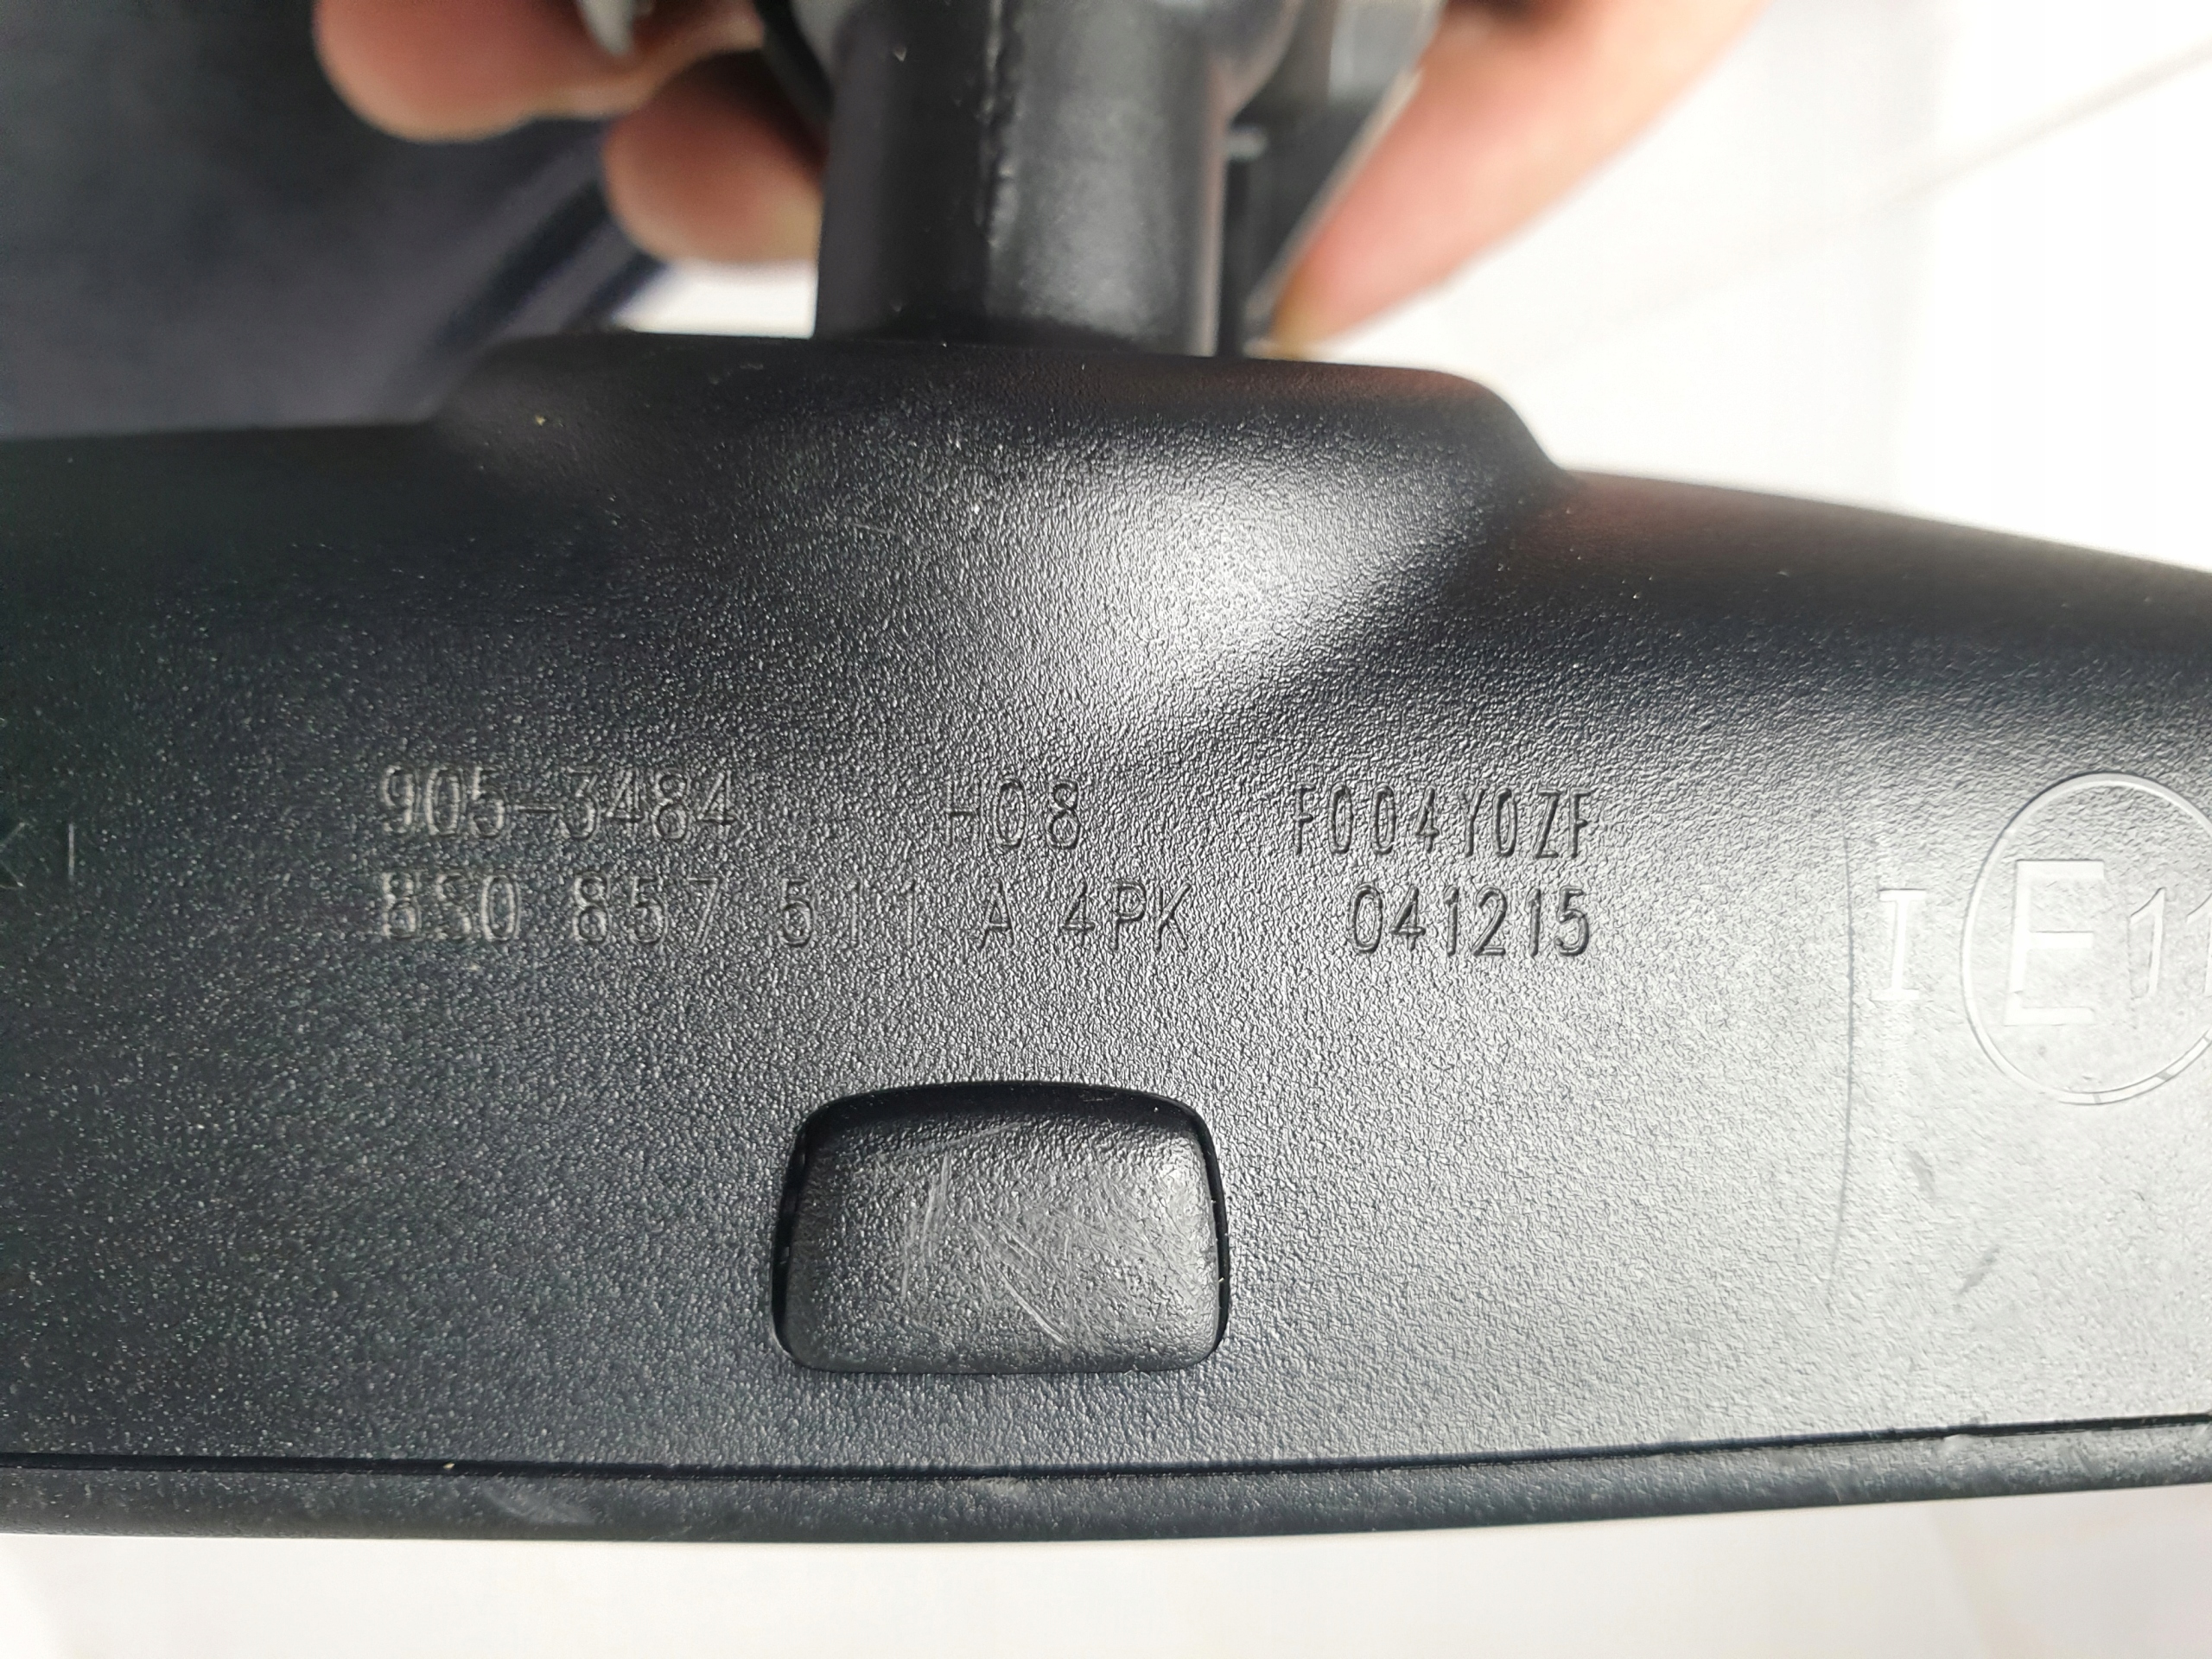 905-3484 H08 F004Y0ZF
8S0 857 511 A 4PK 041215
I E11